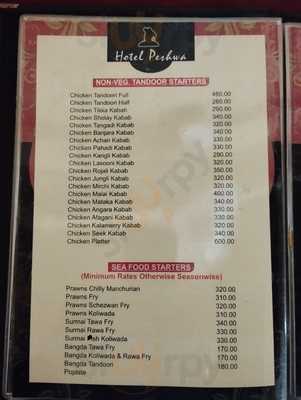 Hotel Peshwa
NON-VEG. TANDOOR STARTERS
Chicken Tandoori Full 460.00
Chicken Tandoori Half 260.00
Chicken Tikka Kabab 290.00
Chicken Sholay Kabab 340.00
Chicken Tangadi Kabab 320.00
Chicken Banjara Kabab 340.00
Chicken Achari Kabab 330.00
Chicken Pahadi Kabab 330.00
Chicken Kangli Kabab 290.00
Chicken Lasooni Kabab 320.00
Chicken Rojali Kabab 350.00
Chicken Jungli Kabab 320.00
Chicken Mirchi Kabab 320.00
Chicken Malai Kabab 400.00
Chicken Mataka Kabab 340.00
Chicken Angara Kabab 330.00
Chicken Afagani Kabab 330.00
Chicken Kalamerry Kabab 320.00
Chicken Seek Kabab 340.00
Chicken Platter 600.00
SEA FOOD STARTERS
(Minimum Rates Otherwise Seasonwise)
Prawns Chilly Manchurian 320.00
Prawns Fry 310.00
Prawns Schezwan Fry 320.00
Prawns Koliwada 310.00
Surmai Tawa Fry 340.00
Surmai Rawa Fry 330.00
Surmai Fish Koliwada 330.00
Bangda Tawa Fry 170.00
Bangda Koliwada & Rawa Fry 170.00
Bangda Tandoori 180.00